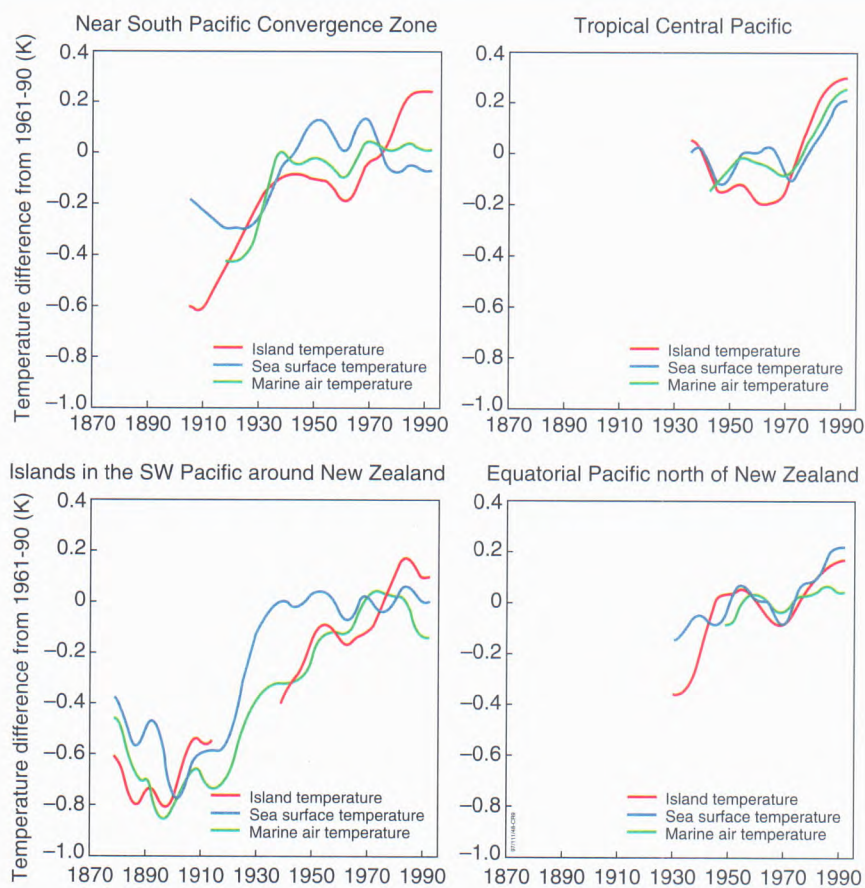 Near South Pacific Convergence Zone
Temperature difference from 1961-90 (K)
0.4
0.2
0
–0.2
–0.4
–0.6
–0.8
–1.0
Island temperature
Sea surface temperature
Marine air temperature
1870 1890 1910 1930 1950 1970 1990
Tropical Central Pacific
0.4
0.2
0
–0.2
–0.4
–0.6
–0.8
–1.0
Island temperature
Sea surface temperature
Marine air temperature
1870 1890 1910 1930 1950 1970 1990
Islands in the SW Pacific around New Zealand
Temperature difference from 1961-90 (K)
0.4
0.2
0
–0.2
–0.4
–0.6
–0.8
–1.0
Island temperature
Sea surface temperature
Marine air temperature
1870 1890 1910 1930 1950 1970 1990
Equatorial Pacific north of New Zealand
0.4
0.2
0
–0.2
–0.4
–0.6
–0.8
–1.0
Island temperature
Sea surface temperature
Marine air temperature
1870 1890 1910 1930 1950 1970 1990